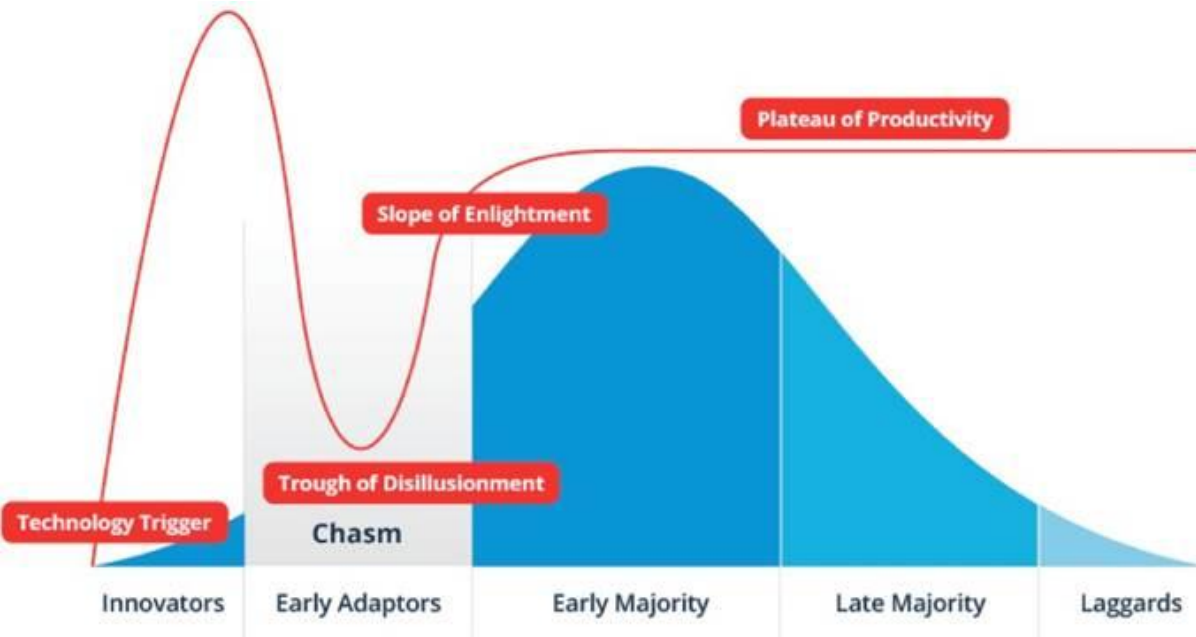 Plateau of Productivity
Slope of Enlightment
Trough of Disillusionment
Technology Trigger
Chasm
Innovators
Early Adaptors
Early Majority
Late Majority
Laggards